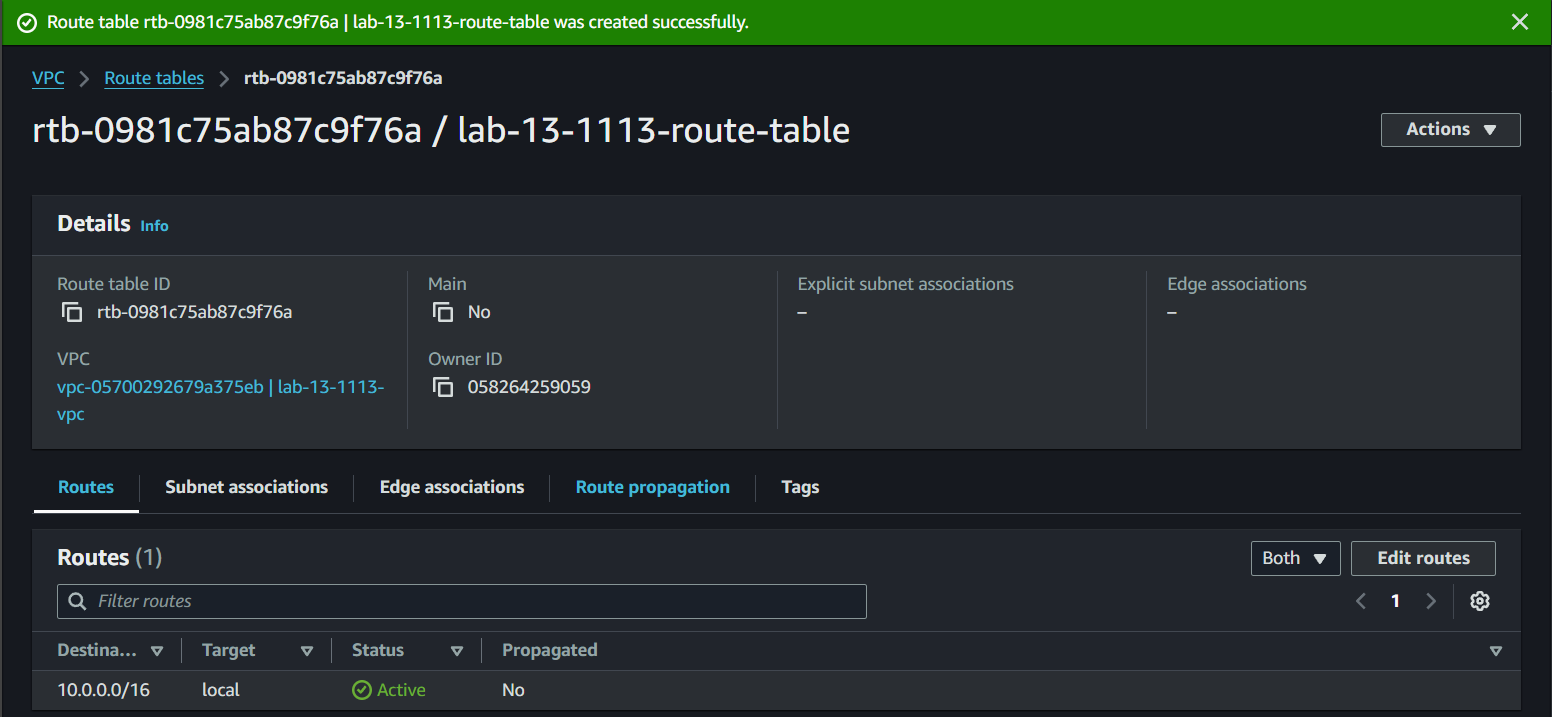 Route table rtb-0981c75ab87c9f76a | lab-13-1113-route-table was created successfully.
VPC > Route tables > rtb-0981c75ab87c9f76a
rtb-0981c75ab87c9f76a / lab-13-1113-route-table
Actions
Details Info
Route table ID
rtb-0981c75ab87c9f76a
Main
No
Explicit subnet associations
–
Edge associations
–
VPC
vpc-05700292679a375eb | lab-13-1113-
vpc
Owner ID
058264259059
Routes
Subnet associations
Edge associations
Route propagation
Tags
Routes (1)
Both
Edit routes
Filter routes
1
Destina... Target Status Propagated
10.0.0.0/16 local Active No